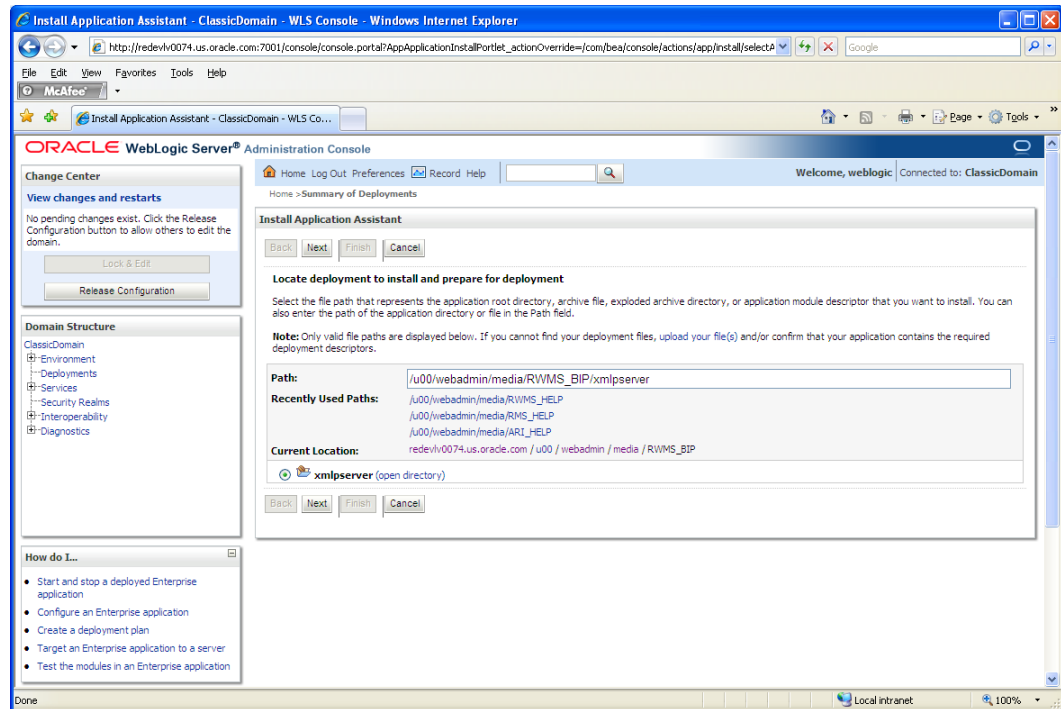 Install Application Assistant - ClassicDomain - WLS Console - Windows Internet Explorer
http://redevlv0074.us.oracle.com:7001/console/console.portal?AppApplicationInstallPortlet_actionOverride=/com/bea/console/actions/app/install/selectA
Google
File Edit View Favorites Tools Help
McAfee
Install Application Assistant - ClassicDomain - WLS Co...
Page Tools »
ORACLE WebLogic Server® Administration Console
Change Center
View changes and restarts
No pending changes exist. Click the Release
Configuration button to allow others to edit the
domain.
Lock & Edit
Release Configuration
Domain Structure
ClassicDomain
Environment
Deployments
Services
Security Realms
Interoperability
Diagnostics
How do I...
Start and stop a deployed Enterprise
application
Configure an Enterprise application
Create a deployment plan
Target an Enterprise application to a server
Test the modules in an Enterprise application
Home Log Out Preferences Record Help
Welcome, weblogic Connected to: ClassicDomain
Home >Summary of Deployments
Install Application Assistant
Back Next Finish Cancel
Locate deployment to install and prepare for deployment
Select the file path that represents the application root directory, archive file, exploded archive directory, or application module descriptor that you want to install. You can
also enter the path of the application directory or file in the Path field.
Note: Only valid file paths are displayed below. If you cannot find your deployment files, upload your file(s) and/or confirm that your application contains the required
deployment descriptors.
Path: /u00/webadmin/media/RWMS_BIP/xmlpserver
Recently Used Paths: /u00/webadmin/media/RWMS_HELP
/u00/webadmin/media/RMS_HELP
/u00/webadmin/media/ARI_HELP
Current Location: redevlv0074.us.oracle.com / u00 / webadmin / media / RWMS_BIP
xmlpserver (open directory)
Back Next Finish Cancel
Done
Local intranet
100%